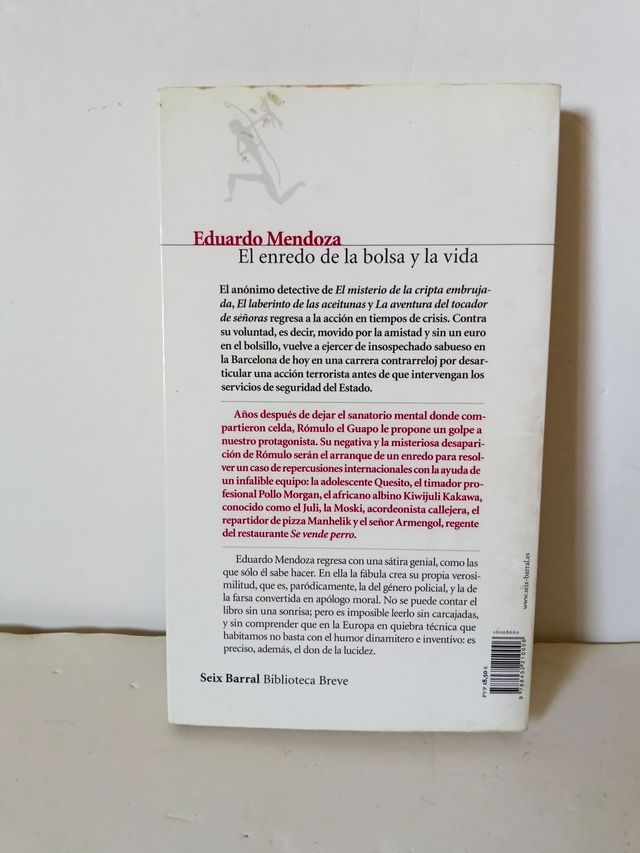 Eduardo Mendoza
El enredo de la bolsa y la vida
El anónimo detective de El misterio de la cripta embruja-
da, El laberinto de las aceitunas y La aventura del tocador
de señoras regresa a la acción en tiempos de crisis. Contra
su voluntad, es decir, movido por la amistad y sin un euro
en el bolsillo, vuelve a ejercer de insospechado sabueso en
la Barcelona de hoy en una carrera contrarreloj por desar-
ticular una acción terrorista antes de que intervengan los
servicios de seguridad del Estado.
Años después de dejar el sanatorio mental donde com-
partieron celda, Rómulo el Guapo le propone un golpe a
nuestro protagonista. Su negativa y la misteriosa desapari-
ción de Rómulo serán el arranque de un enredo para resol-
ver un caso de repercusiones internacionales con la ayuda de
un infalible equipo: la adolescente Quesito, el timador pro-
fesional Pollo Morgan, el africano albino Kiwijuli Kakawa,
conocido como el Juli, la Moski, acordeonista callejera, el
repartidor de pizza Manhelik y el señor Armengol, regente
del restaurante Se vende perro.
Eduardo Mendoza regresa con una sátira genial, como las
que sólo él sabe hacer. En ella la fábula crea su propia verosi-
militud, que es, paródicamente, la del género policial, y la de
la farsa convertida en apólogo moral. No se puede contar el
libro sin una sonrisa; pero es imposible leerlo sin carcajadas,
y sin comprender que en la Europa en quiebra técnica que
habitamos no basta con el humor dinamitero e inventivo: es
preciso, además, el don de la lucidez.
Seix Barral Biblioteca Breve
www.seix-barral.es
10008660
PVP 18,50 €
9 788432 210006